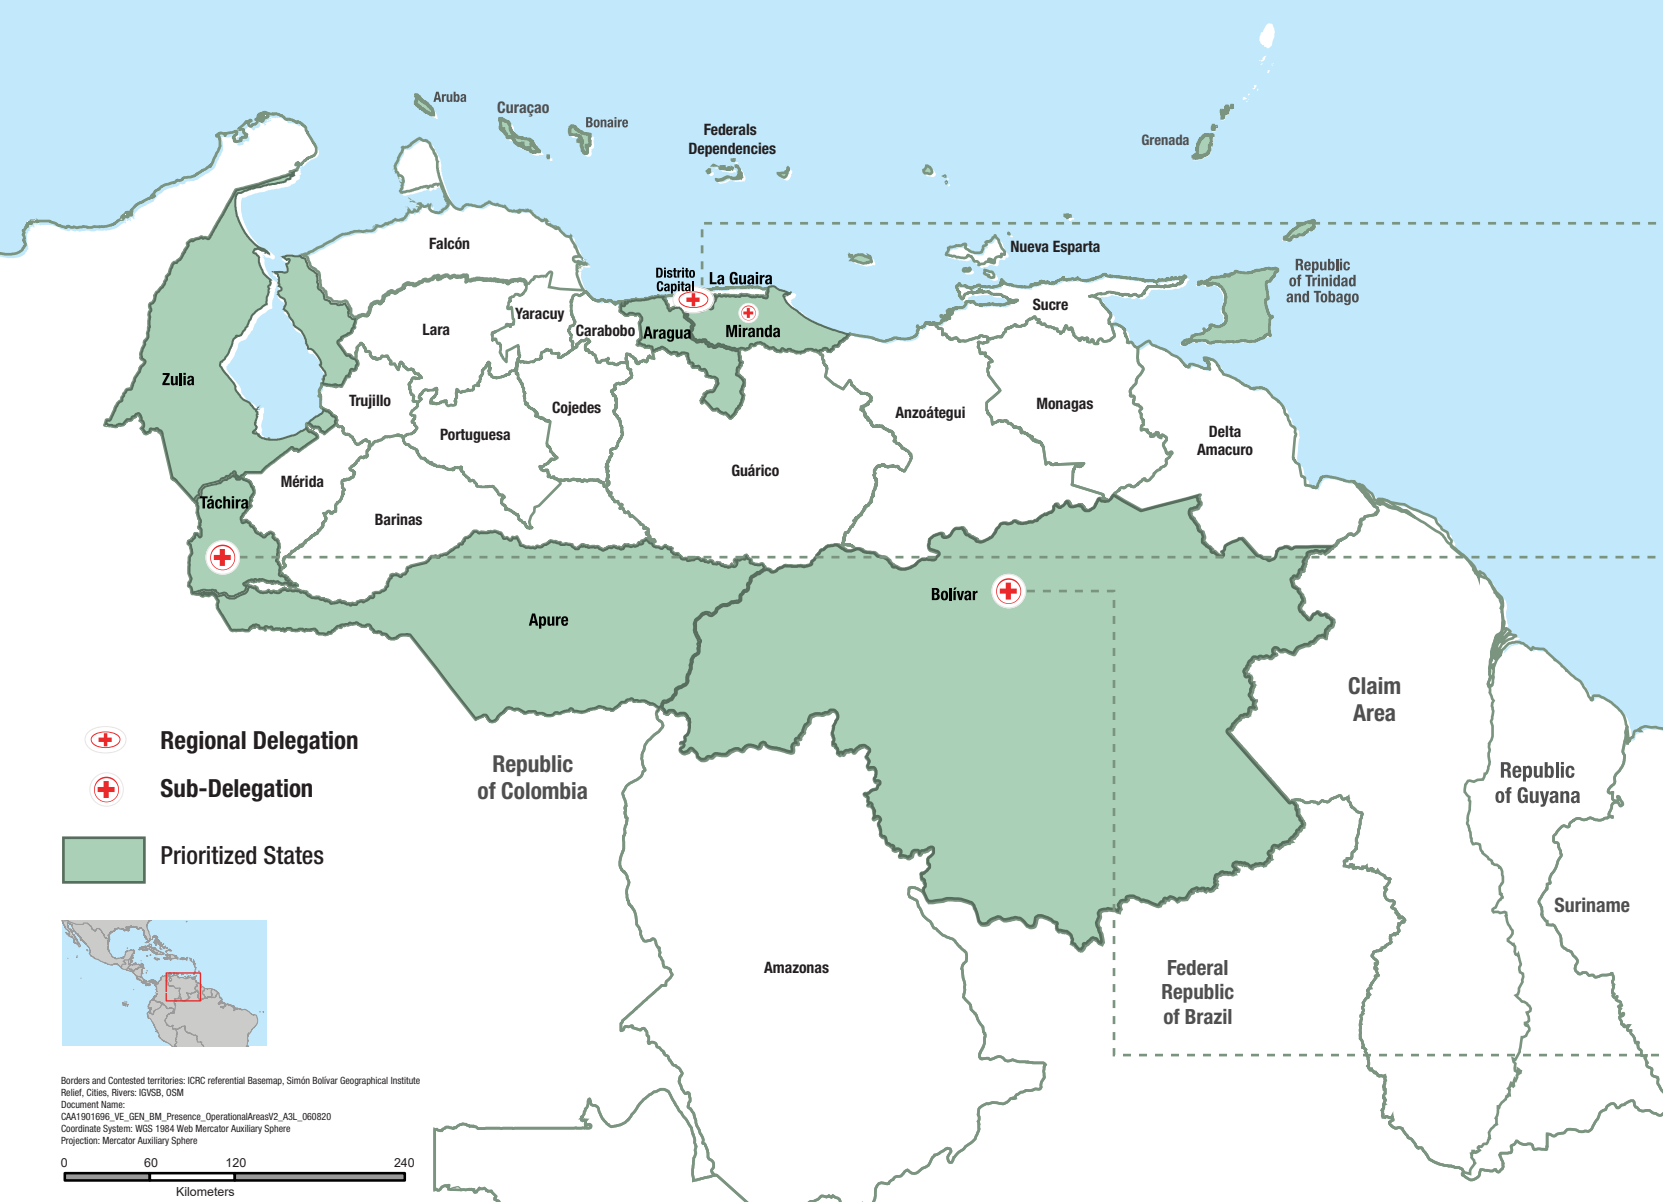 Aruba
Curaçao
Bonaire
Federals
Dependencies
Grenada
Falcón
Distrito
Capital
La Guaira
Nueva Esparta
Republic
of Trinidad
and Tobago
Sucre
Lara
Yaracuy
Carabobo
Aragua
Miranda
Zulia
Trujillo
Cojedes
Portuguesa
Anzoátegui
Monagas
Delta
Amacuro
Guárico
Mérida
Táchira
Barinas
Bolívar
Apure
Claim
Area
Regional Delegation
Sub-Delegation
Prioritized States
Republic
of Colombia
Republic
of Guyana
Suriname
Amazonas
Federal
Republic
of Brazil
Borders and Contested territories: ICRC referential Basemap, Simón Bolívar Geographical Institute
Relief, Cities, Rivers: IGVSB, OSM
Document Name:
CAA1901696_VE_GEN_BM_Presence_OperationalAreasV2_A3L_060820
Coordinate System: WGS 1984 Web Mercator Auxiliary Sphere
Projection: Mercator Auxiliary Sphere
0 60 120 240
Kilometers